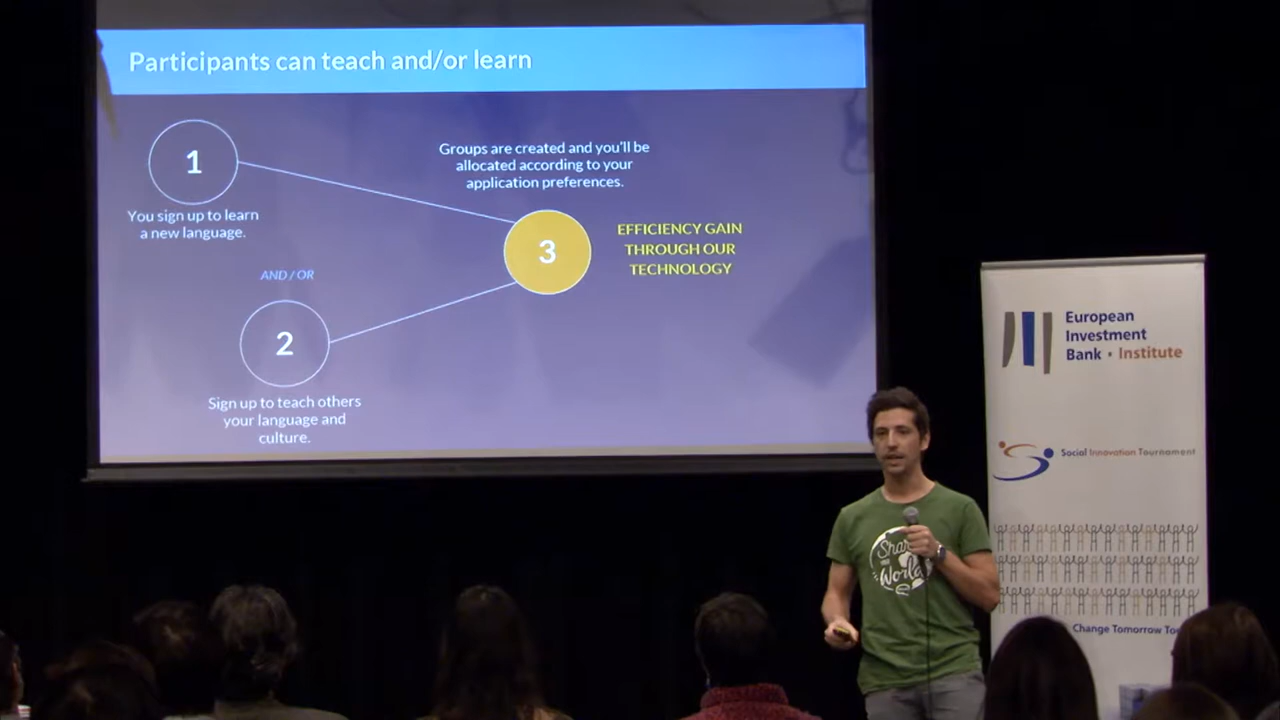 Participants can teach and/or learn
1
You sign up to learn
a new language.
AND / OR
2
Sign up to teach others
your language and
culture.
Groups are created and you'll be
allocated according to your
application preferences.
3
EFFICIENCY GAIN
THROUGH OUR
TECHNOLOGY
European
Investment
Bank • Institute
Social Innovation Tournament
Change Tomorrow
Share
World